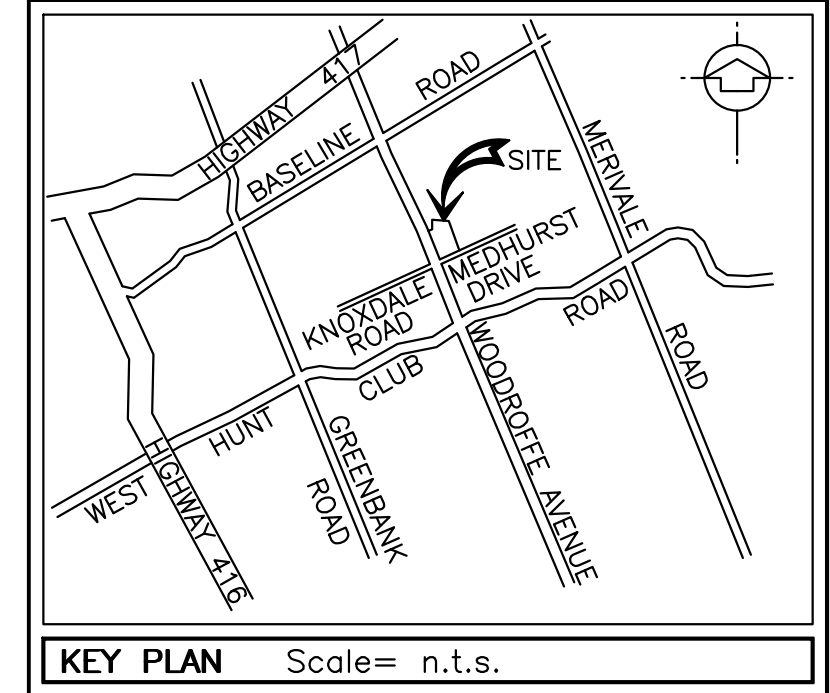 HIGHWAY 417
BASELINE ROAD
SITE
MERIVALE ROAD
KNOXDALE ROAD
MEDHURST DRIVE
WEST HUNT CLUB ROAD
GREENBANK ROAD
WOODROFFE AVENUE
HIGHWAY 416
KEY PLAN Scale= n.t.s.